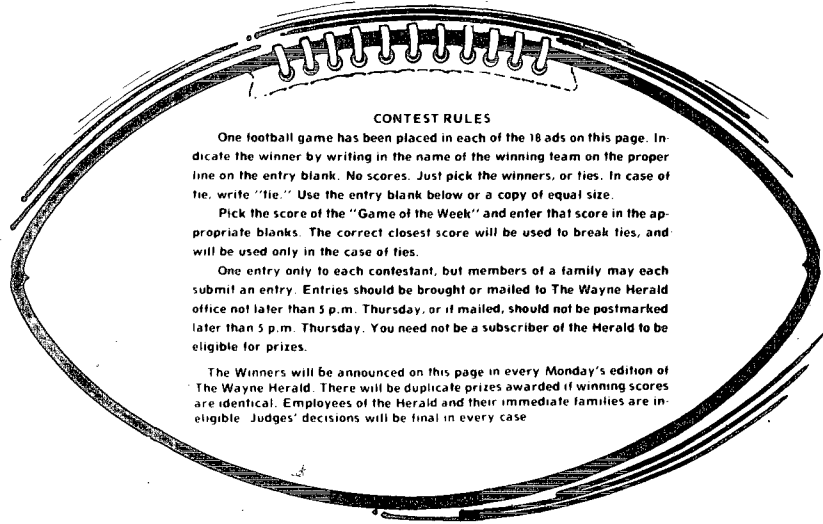 CONTEST RULES
One football game has been placed in each of the 18 ads on this page. In-
dicate the winner by writing in the name of the winning team on the proper
line on the entry blank. No scores. Just pick the winners, or ties. In case of
tie, write "tie." Use the entry blank below or a copy of equal size.
Pick the score of the "Game of the Week" and enter that score in the ap-
propriate blanks. The correct closest score will be used to break ties, and
will be used only in the case of ties.
One entry only to each contestant, but members of a family may each
submit an entry. Entries should be brought or mailed to The Wayne Herald
office not later than 5 p.m. Thursday, or if mailed, should not be postmarked
later than 5 p.m. Thursday. You need not be a subscriber of the Herald to be
eligible for prizes.
The Winners will be announced on this page in every Monday's edition of
The Wayne Herald. There will be duplicate prizes awarded if winning scores
are identical. Employees of the Herald and their immediate families are in-
eligible Judges' decisions will be final in every case